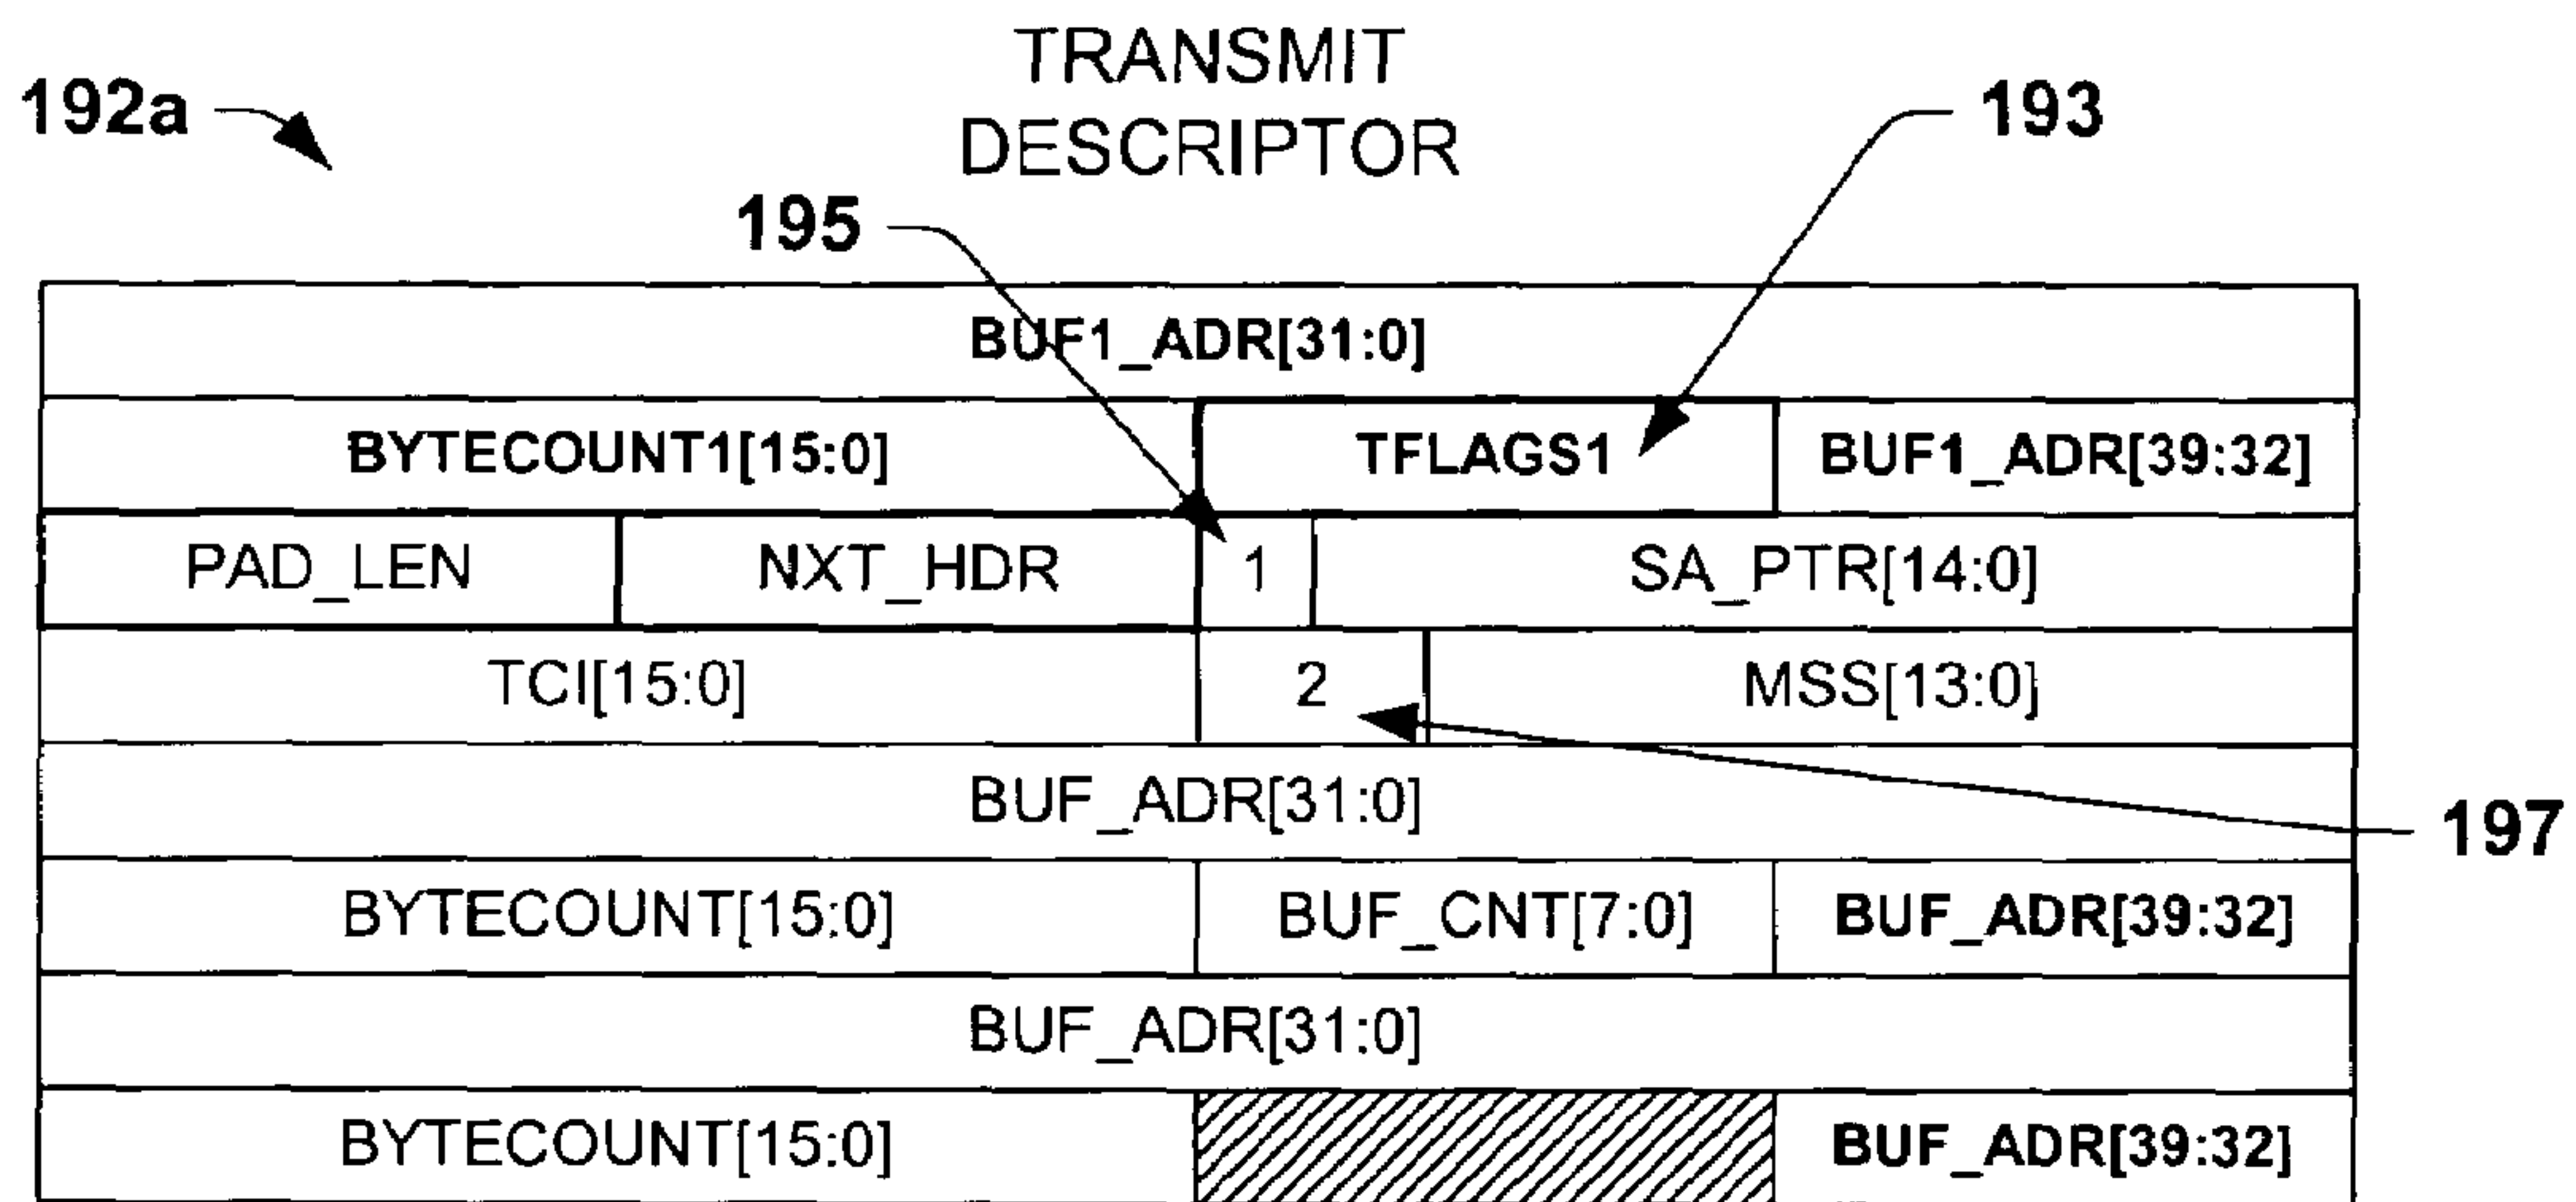 TRANSMIT
DESCRIPTOR
192a
193
195
BUF1_ADR[31:0]
BYTECOUNT1[15:0] TFLAGS1 BUF1_ADR[39:32]
PAD_LEN NXT_HDR 1 SA_PTR[14:0]
TCI[15:0] 2 MSS[13:0]
BUF_ADR[31:0]
197
BYTECOUNT[15:0] BUF_CNT[7:0] BUF_ADR[39:32]
BUF_ADR[31:0]
BYTECOUNT[15:0] BUF_ADR[39:32]